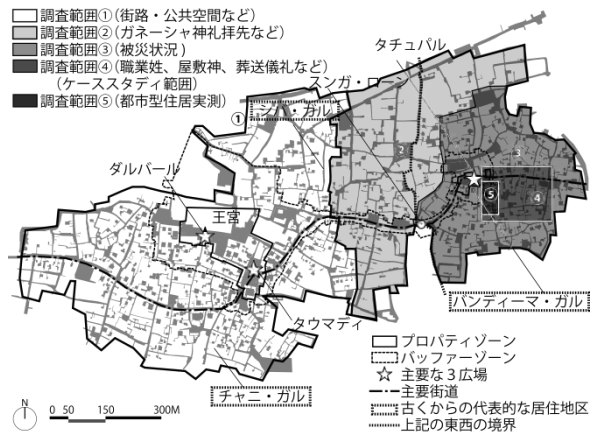 調査範囲①（街路・公共空間など）
調査範囲②（ガネーシャ神礼拝先など）
調査範囲③（被災状況）
調査範囲④（職業姓、屋敷神、葬送儀礼など）
（ケーススタディ範囲）
調査範囲⑤（都市型住居実測）
タチュパル
スンガ・ローン
①
シバ・ガル
ダルバール
王宮
2
3
⑤
④
バンディーマ・ガル
タウマディ
チャニ・ガル
プロパティゾーン
バッファーゾーン
主要な３広場
主要街道
古くからの代表的な居住地区
上記の東西の境界
N
0 50 150 300M